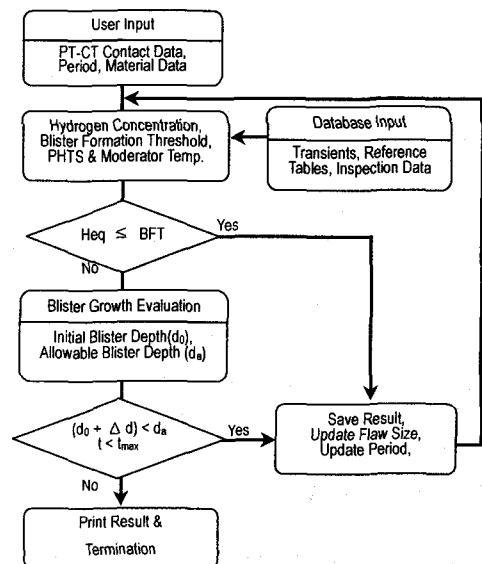 User Input
PT-CT Contact Data,
Period, Material Data
Hydrogen Concentration,
Blister Formation Threshold,
PHTS & Moderator Temp.
Database Input
Transients, Reference
Tables, Inspection Data
Heq ≤ BFT
Yes
No
Blister Growth Evaluation
Initial Blister Depth(d₀),
Allowable Blister Depth (dₐ)
(d₀ + Δ d) < dₐ
t < tmax
Yes
No
Save Result,
Update Flaw Size,
Update Period,
Print Result &
Termination